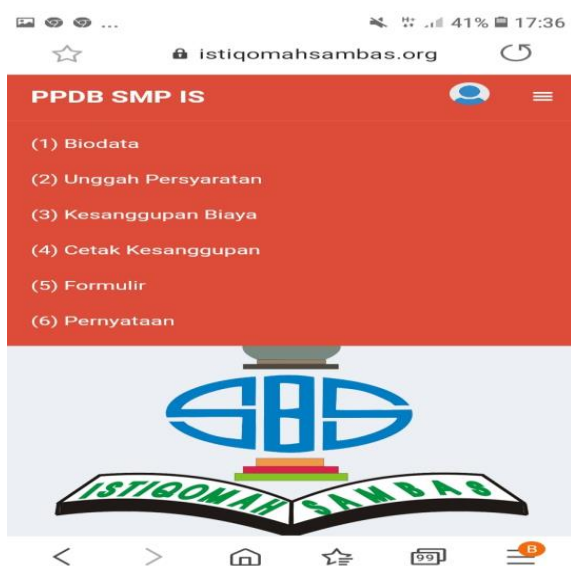 ... 41% 17:36
istiqomahsambas.org
PPDB SMP IS
(1) Biodata
(2) Unggah Persyaratan
(3) Kesanggupan Biaya
(4) Cetak Kesanggupan
(5) Formulir
(6) Pernyataan
SBS
ISTIQOMAH SAMBAS
99 B